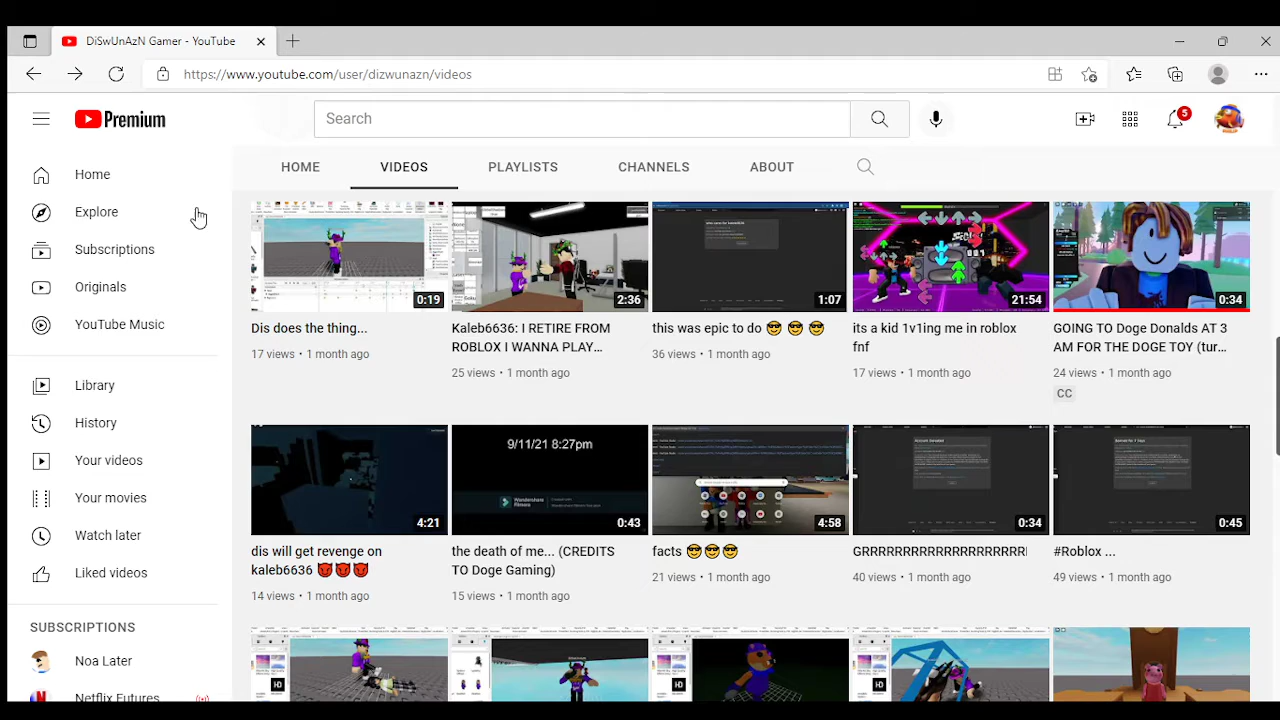 DiSwUnAzN Gamer - YouTube
https://www.youtube.com/user/dizwunazn/videos
Premium
Search
5
HOME VIDEOS PLAYLISTS CHANNELS ABOUT
Home
Explore
Subscriptions
Originals
YouTube Music
Library
History
Your videos
Your movies
Watch later
Liked videos
SUBSCRIPTIONS
Noa Later
Netflix Futures
0:19
Dis does the thing...
17 views • 1 month ago
2:36
Kaleb6636: I RETIRE FROM
ROBLOX I WANNA PLAY...
25 views • 1 month ago
1:07
this was epic to do 😎 😎 😎
36 views • 1 month ago
21:54
its a kid 1v1ing me in roblox
fnf
17 views • 1 month ago
0:34
GOING TO Doge Donalds AT 3
AM FOR THE DOGE TOY (tur...
24 views • 1 month ago
CC
4:21
dis will get revenge on
kaleb6636 😈😈😈
14 views • 1 month ago
9/11/21 8:27pm
Wondershare
Filmora
0:43
the death of me... (CREDITS
TO Doge Gaming)
15 views • 1 month ago
4:58
facts 😎😎😎
21 views • 1 month ago
0:34
GRRRRRRRRRRRRRRRRRRRRI
40 views • 1 month ago
0:45
#Roblox ...
49 views • 1 month ago
HD
HD